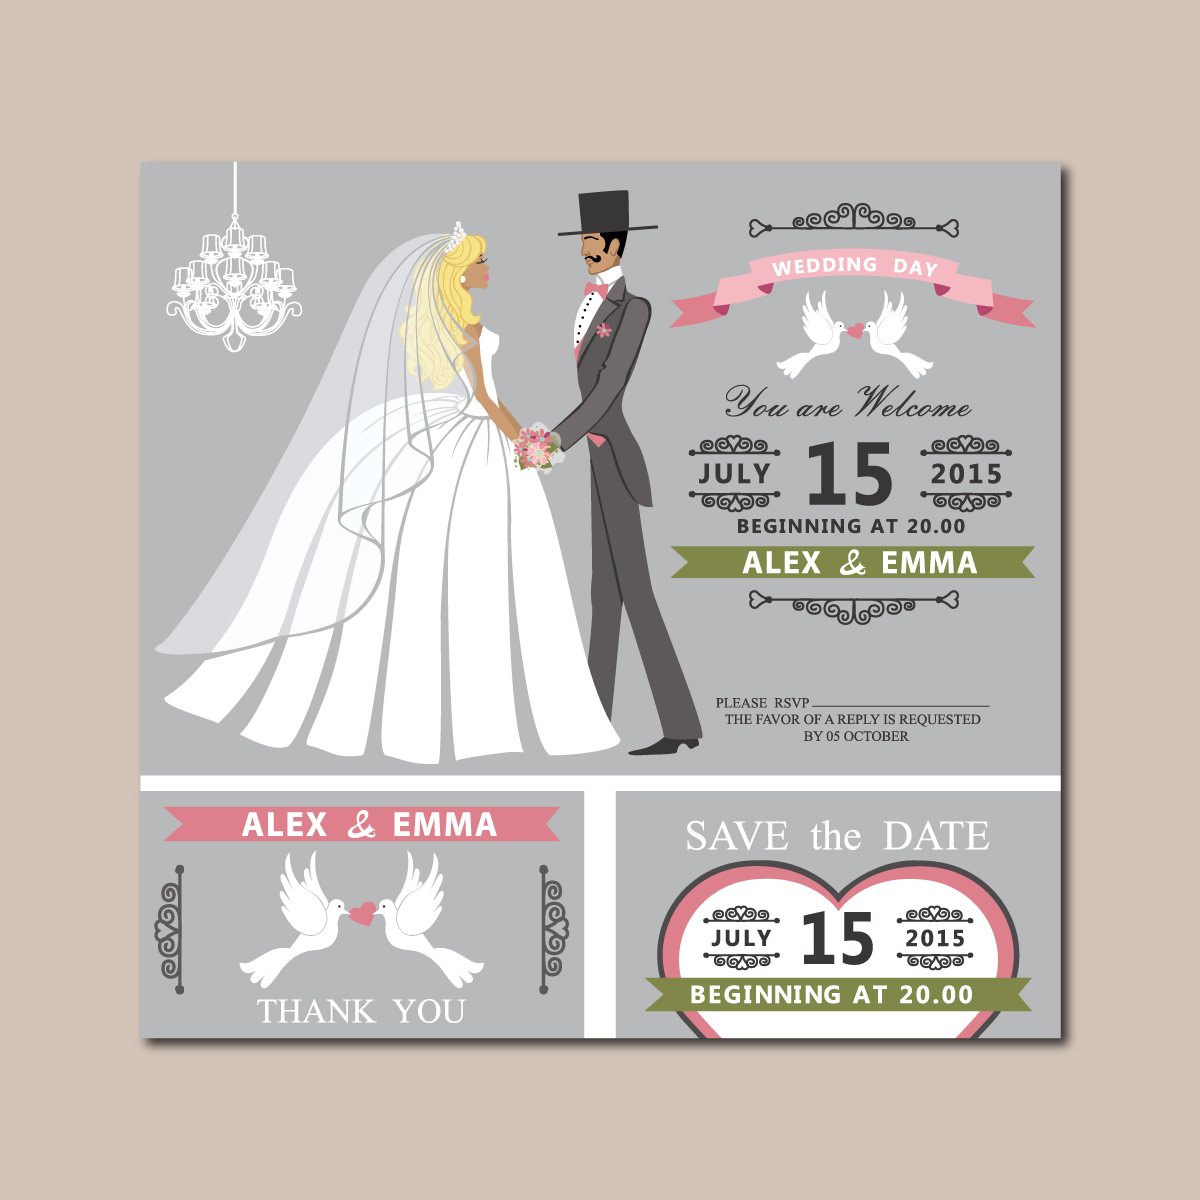 WEDDING DAY
You are Welcome
JULY 15 2015
BEGINNING AT 20.00
ALEX & EMMA
PLEASE RSVP
THE FAVOR OF A REPLY IS REQUESTED
BY 05 OCTOBER
ALEX & EMMA
THANK YOU
SAVE the DATE
JULY 15 2015
BEGINNING AT 20.00